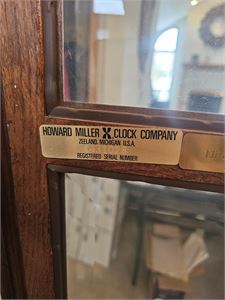 HOWARD MILLER CLOCK COMPANY
ZEELAND, MICHIGAN U.S.A.
REGISTERED SERIAL NUMBER